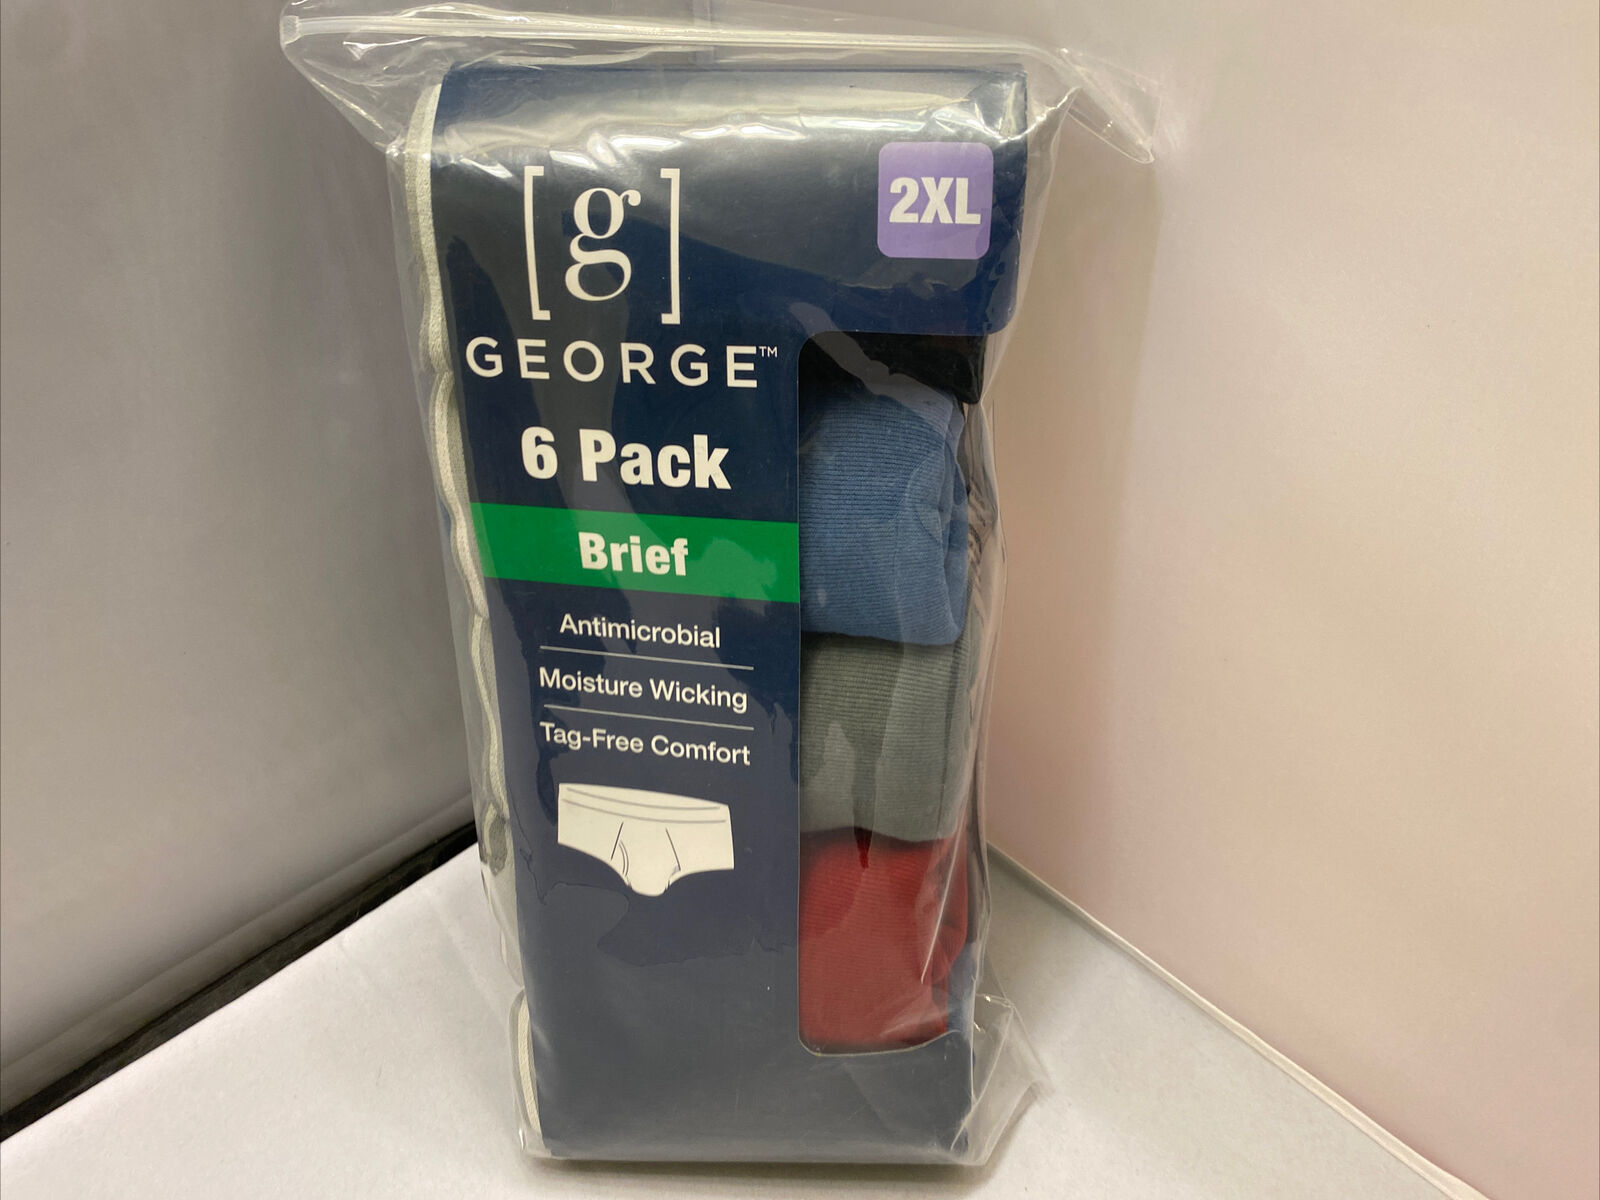 [g]
2XL
GEORGE™
6 Pack
Brief
Antimicrobial
Moisture Wicking
Tag-Free Comfort